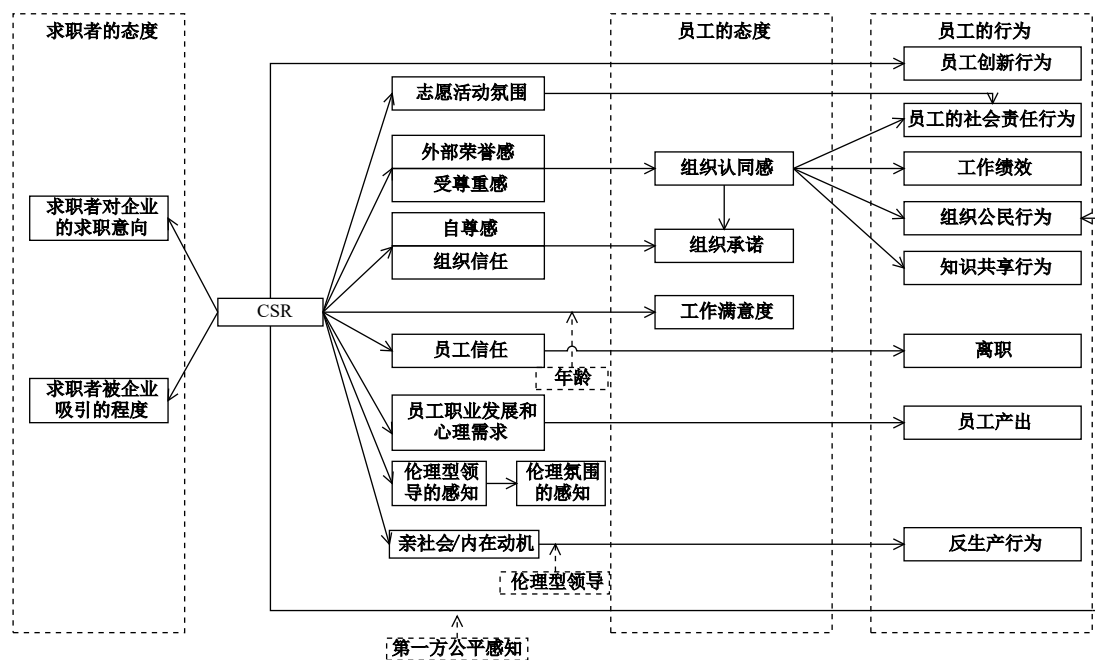 求职者的态度
员工的态度
员工的行为
员工创新行为
志愿活动氛围
员工的社会责任行为
外部荣誉感
受尊重感
组织认同感
工作绩效
求职者对企业
的求职意向
自尊感
组织信任
组织承诺
组织公民行为
知识共享行为
CSR
工作满意度
员工信任
离职
年龄
求职者被企业
吸引的程度
员工职业发展和
心理需求
员工产出
伦理型领
导的感知
伦理氛围
的感知
亲社会/内在动机
反生产行为
伦理型领导
第一方公平感知